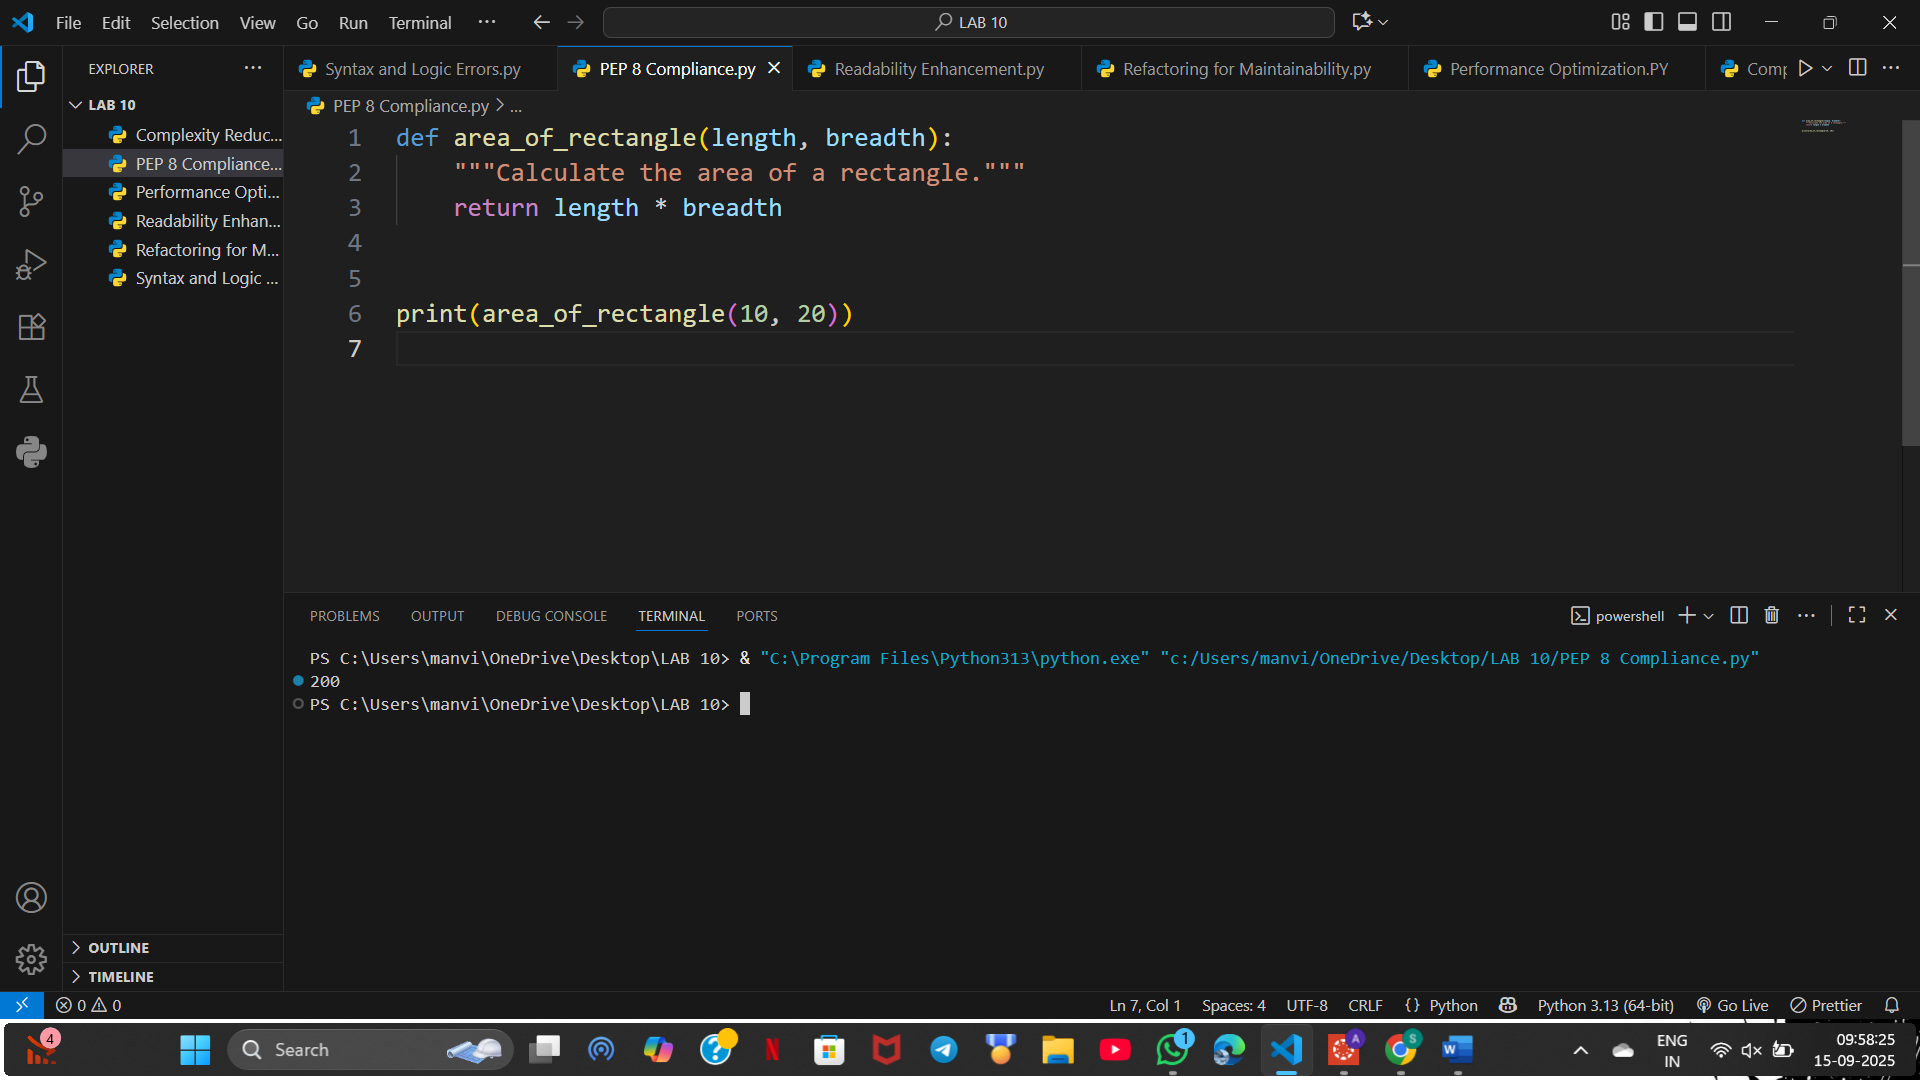 File Edit Selection View Go Run Terminal ··· LAB 10
EXPLORER ···
LAB 10
Complexity Reduc...
PEP 8 Compliance...
Performance Opti...
Readability Enhan...
Refactoring for M...
Syntax and Logic ...
OUTLINE
TIMELINE
Syntax and Logic Errors.py PEP 8 Compliance.py Readability Enhancement.py Refactoring for Maintainability.py Performance Optimization.PY Comp
PEP 8 Compliance.py > ...
1 def area_of_rectangle(length, breadth):
2 """Calculate the area of a rectangle."""
3 return length * breadth
4
5
6 print(area_of_rectangle(10, 20))
7
PROBLEMS OUTPUT DEBUG CONSOLE TERMINAL PORTS powershell
PS C:\Users\manvi\OneDrive\Desktop\LAB 10> & "C:\Program Files\Python313\python.exe" "c:/Users/manvi/OneDrive/Desktop/LAB 10/PEP 8 Compliance.py"
200
PS C:\Users\manvi\OneDrive\Desktop\LAB 10>
0 0 Ln 7, Col 1 Spaces: 4 UTF-8 CRLF {} Python Python 3.13 (64-bit) Go Live Prettier
4 Search 1 A S ENG 09:58:25
IN 15-09-2025